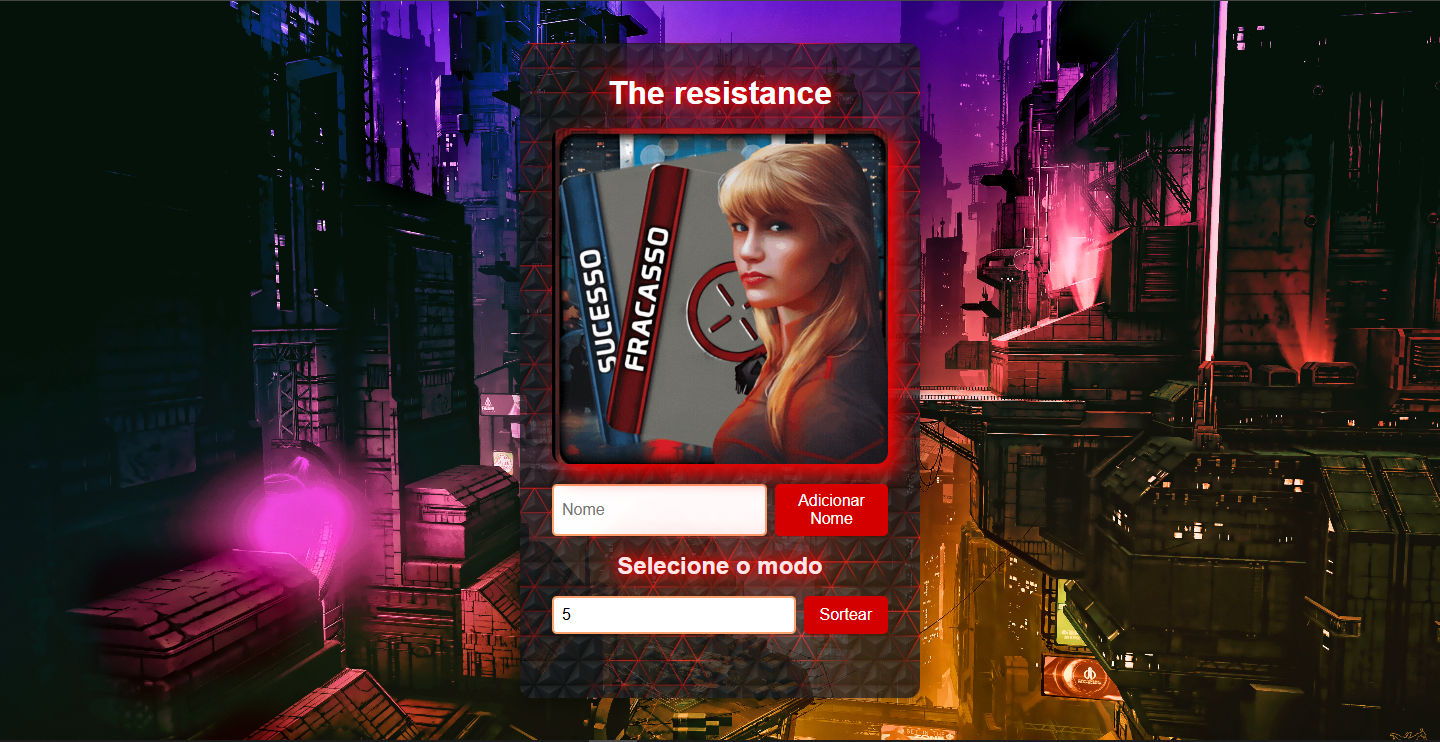 The resistance
SUCESSO
FRACASSO
Nome
Adicionar
Nome
Selecione o modo
5
Sortear